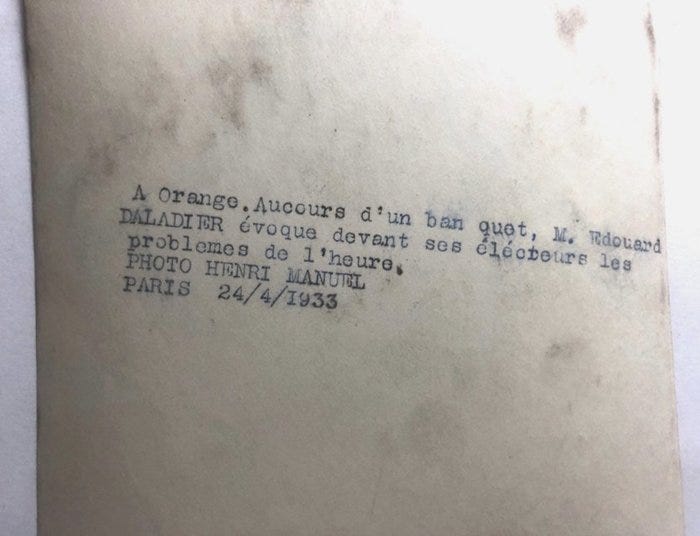 A Orange.Aucours d'un ban quet, M. Edouard
DALADIER évoque devant ses élécteurs les
problemes de l'heure.
PHOTO HENRI MANUEL
PARIS 24/4/1933